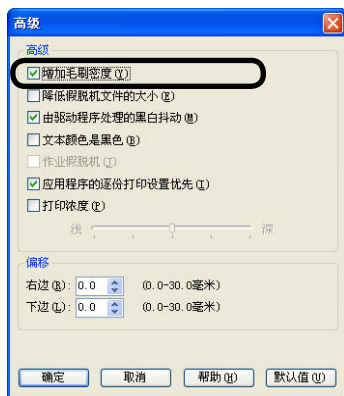 高级
高级
增加毛刷密度(Y)
降低假脱机文件的大小(E)
由驱动程序处理的黑白抖动(M)
文本颜色是黑色(B)
作业假脱机(J)
应用程序的逐份打印设置优先(I)
打印浓度(P)
浅 深
偏移
右边(R): 0.0 (0.0-30.0毫米)
下边(L): 0.0 (0.0-30.0毫米)
确定 取消 帮助(H) 默认值(U)